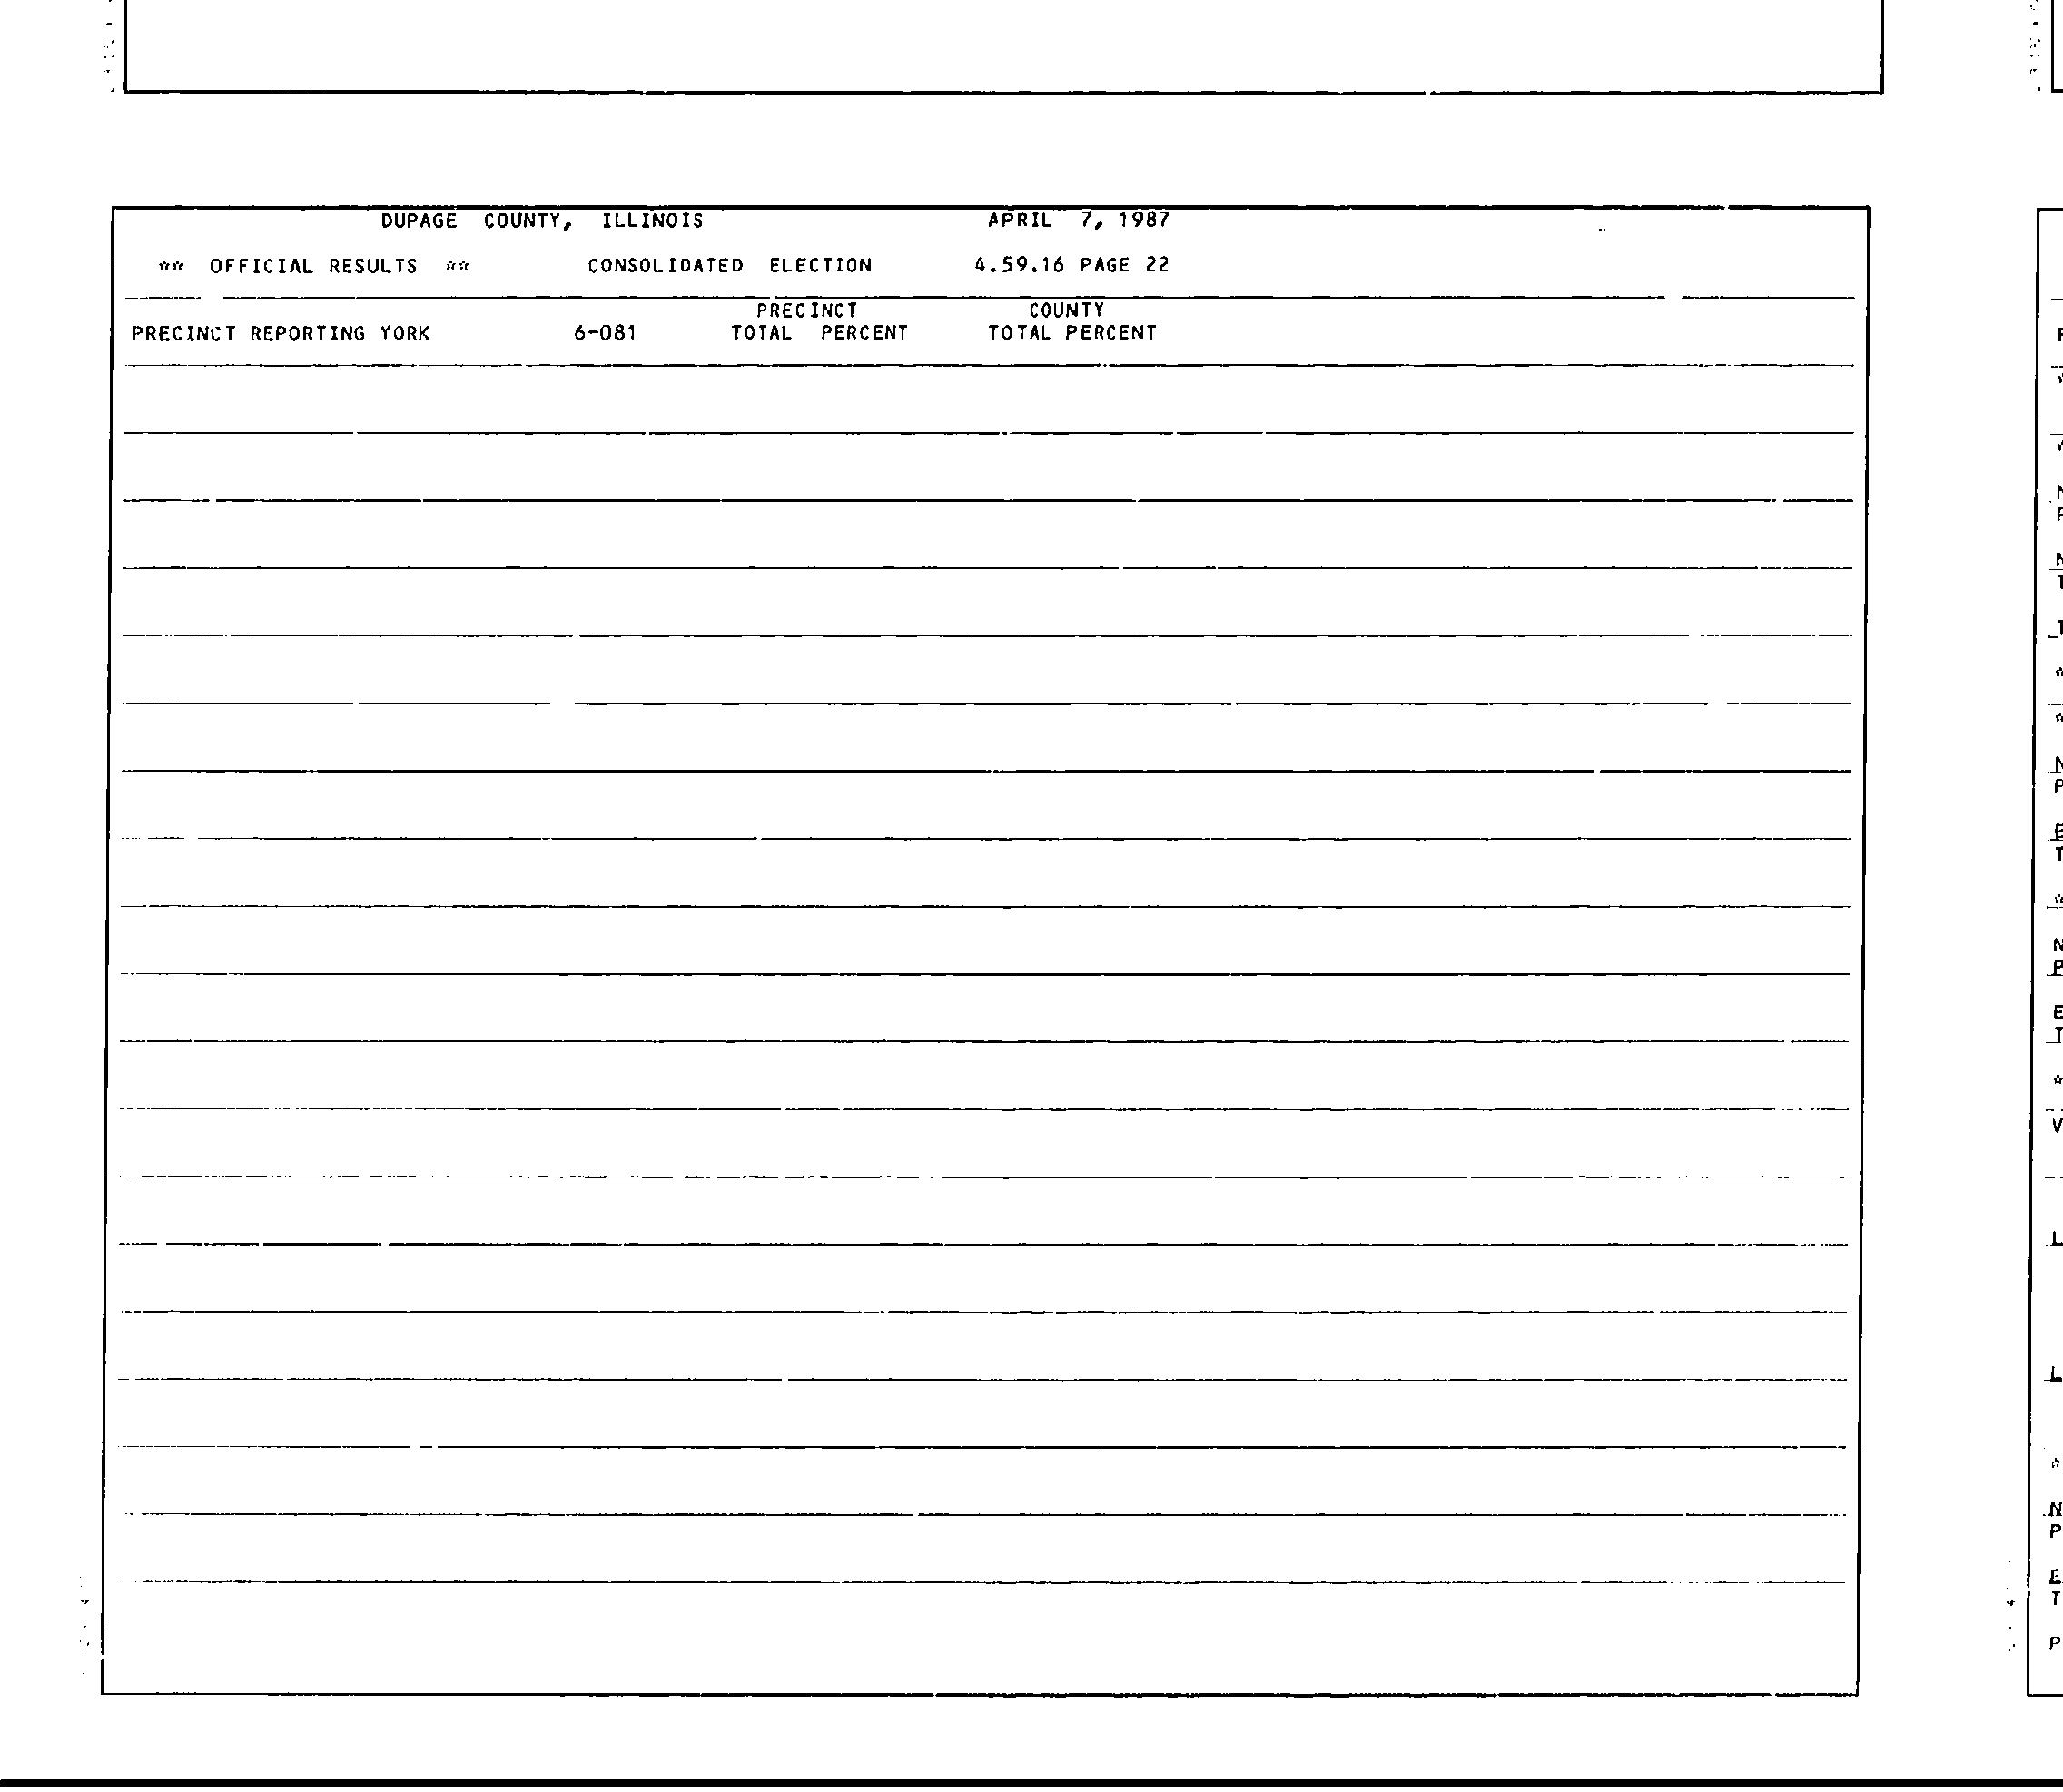 DUPAGE COUNTY, ILLINOIS APRIL 7, 1987
** OFFICIAL RESULTS ** CONSOLIDATED ELECTION 4.59.16 PAGE 22
PRECINCT COUNTY
PRECINCT REPORTING YORK 6-081 TOTAL PERCENT TOTAL PERCENT